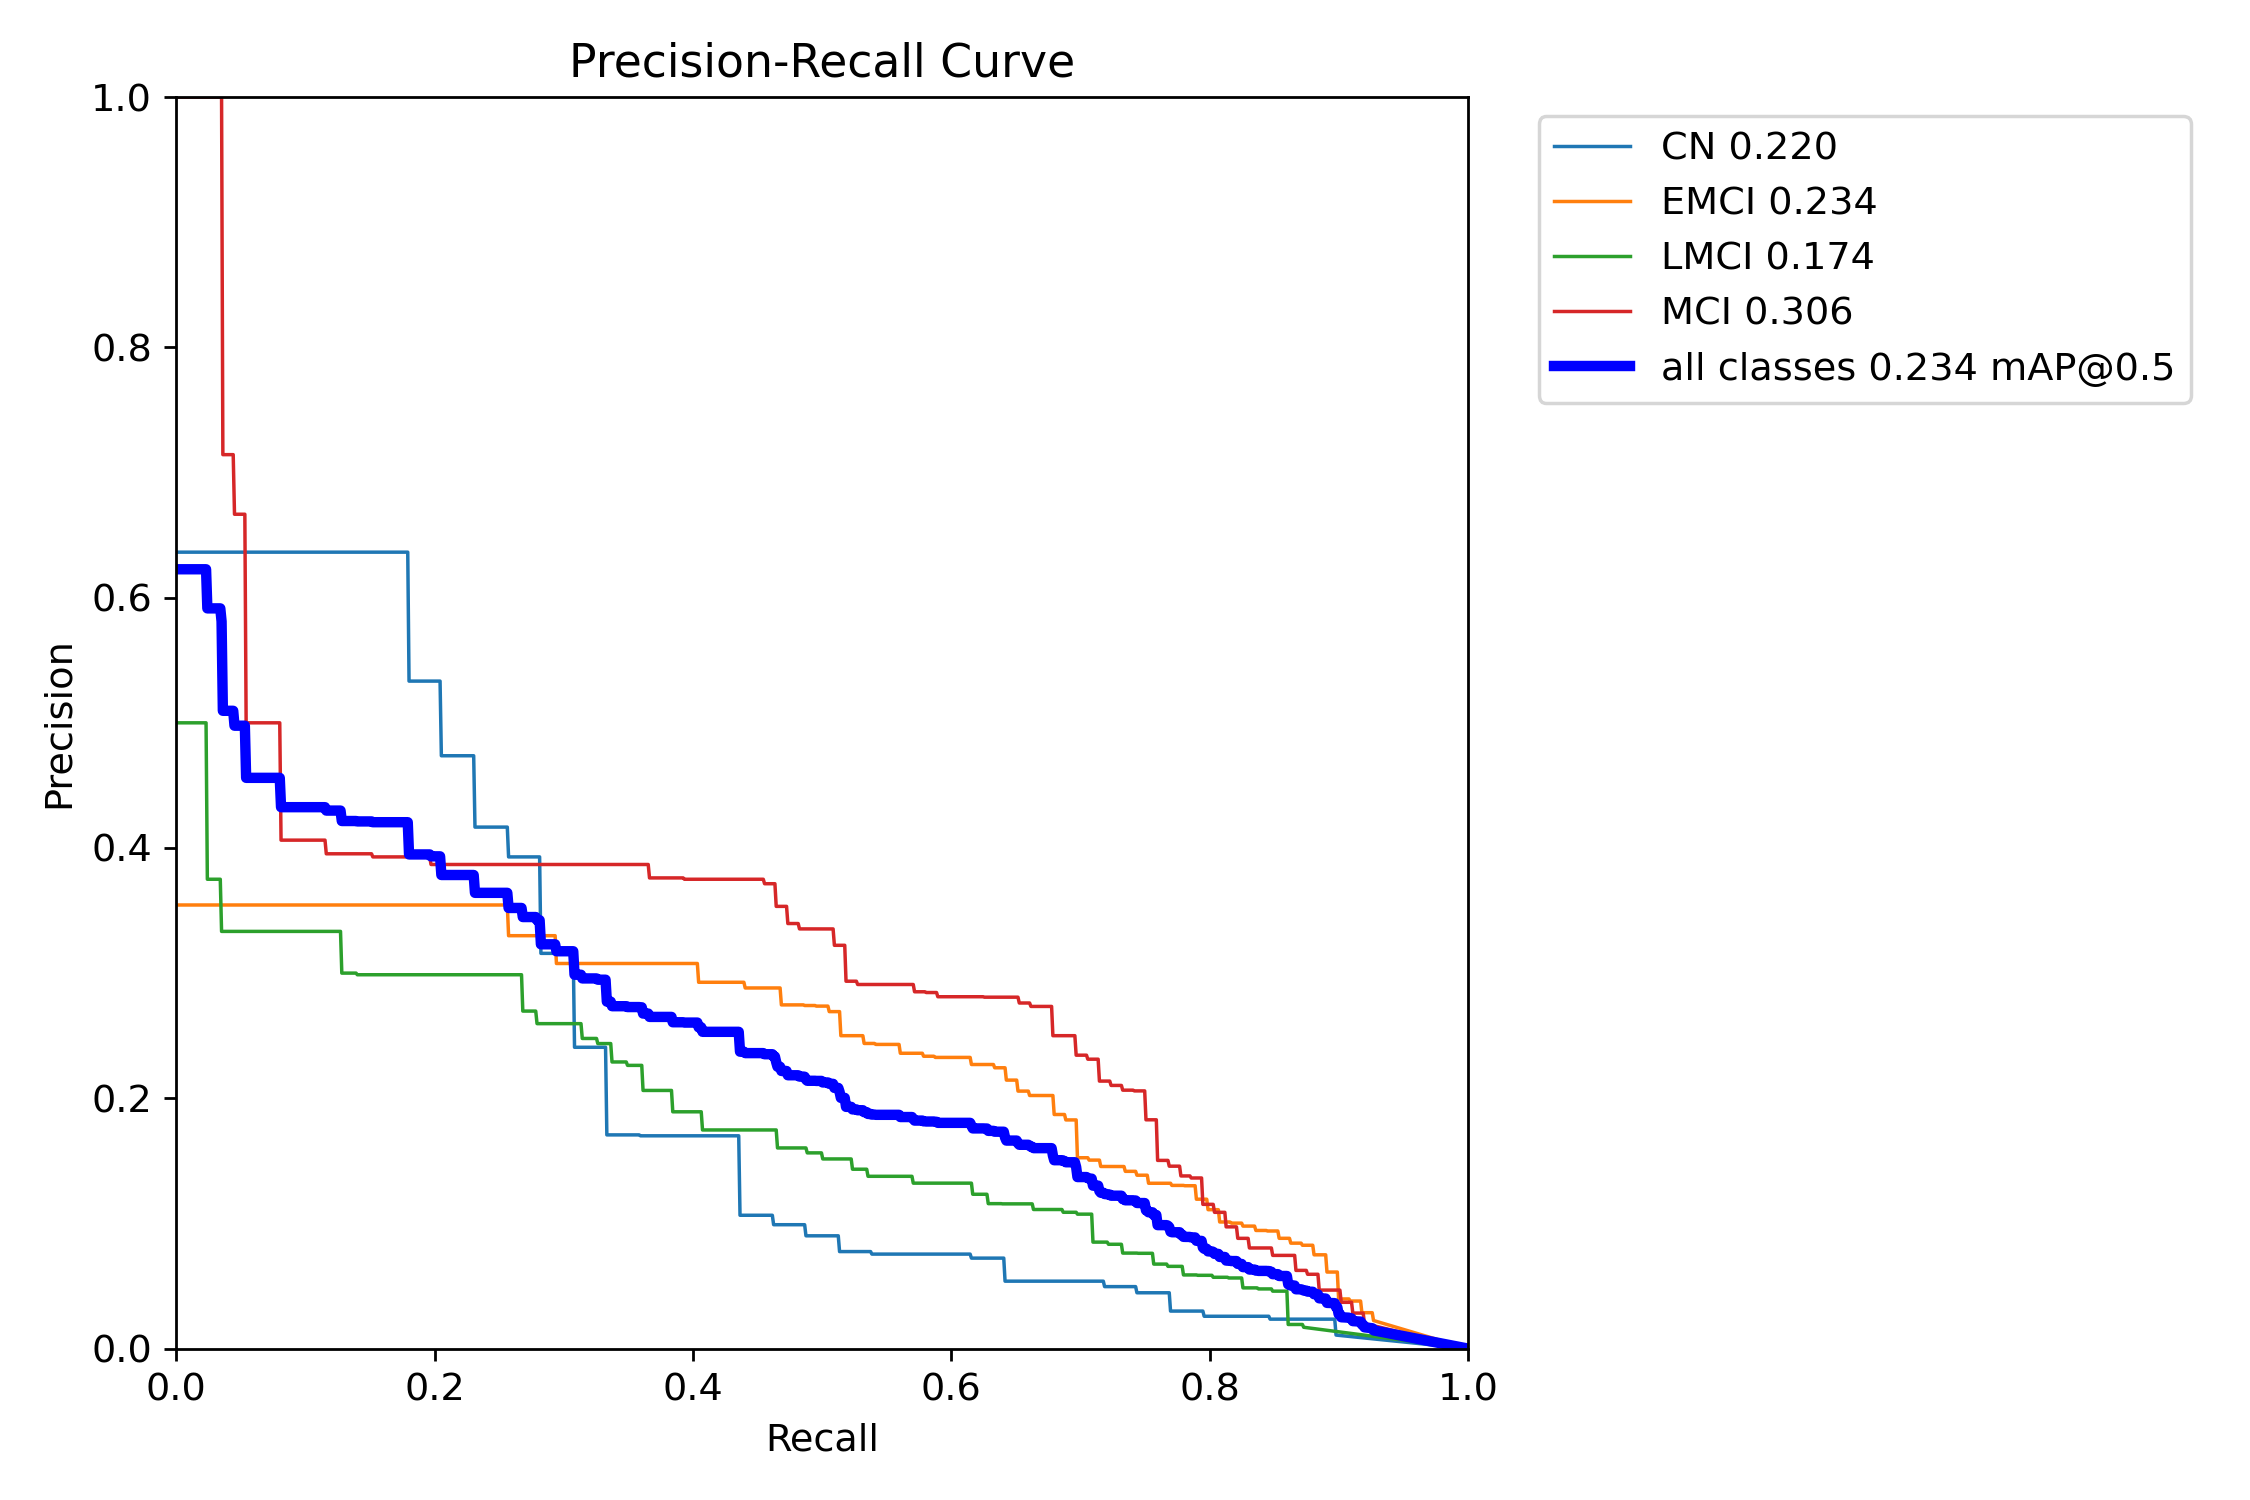 Precision-Recall Curve
1.0
0.8
0.6
0.4
0.2
0.0
Precision
0.0 0.2 0.4 0.6 0.8 1.0
Recall
CN 0.220
EMCI 0.234
LMCI 0.174
MCI 0.306
all classes 0.234 mAP@0.5